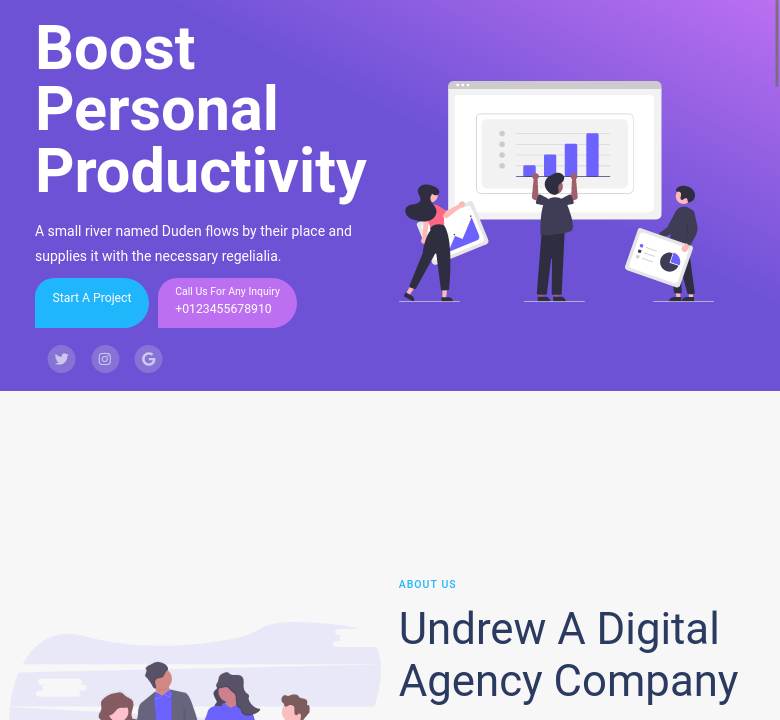 Boost
Personal
Productivity
A small river named Duden flows by their place and
supplies it with the necessary regelialia.
Start A Project
Call Us For Any Inquiry
+0123455678910
ABOUT US
Undrew A Digital
Agency Company